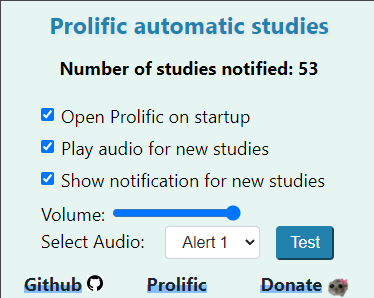 Prolific automatic studies
Number of studies notified: 53
Open Prolific on startup
Play audio for new studies
Show notification for new studies
Volume:
Select Audio: Alert 1 Test
Github Prolific Donate